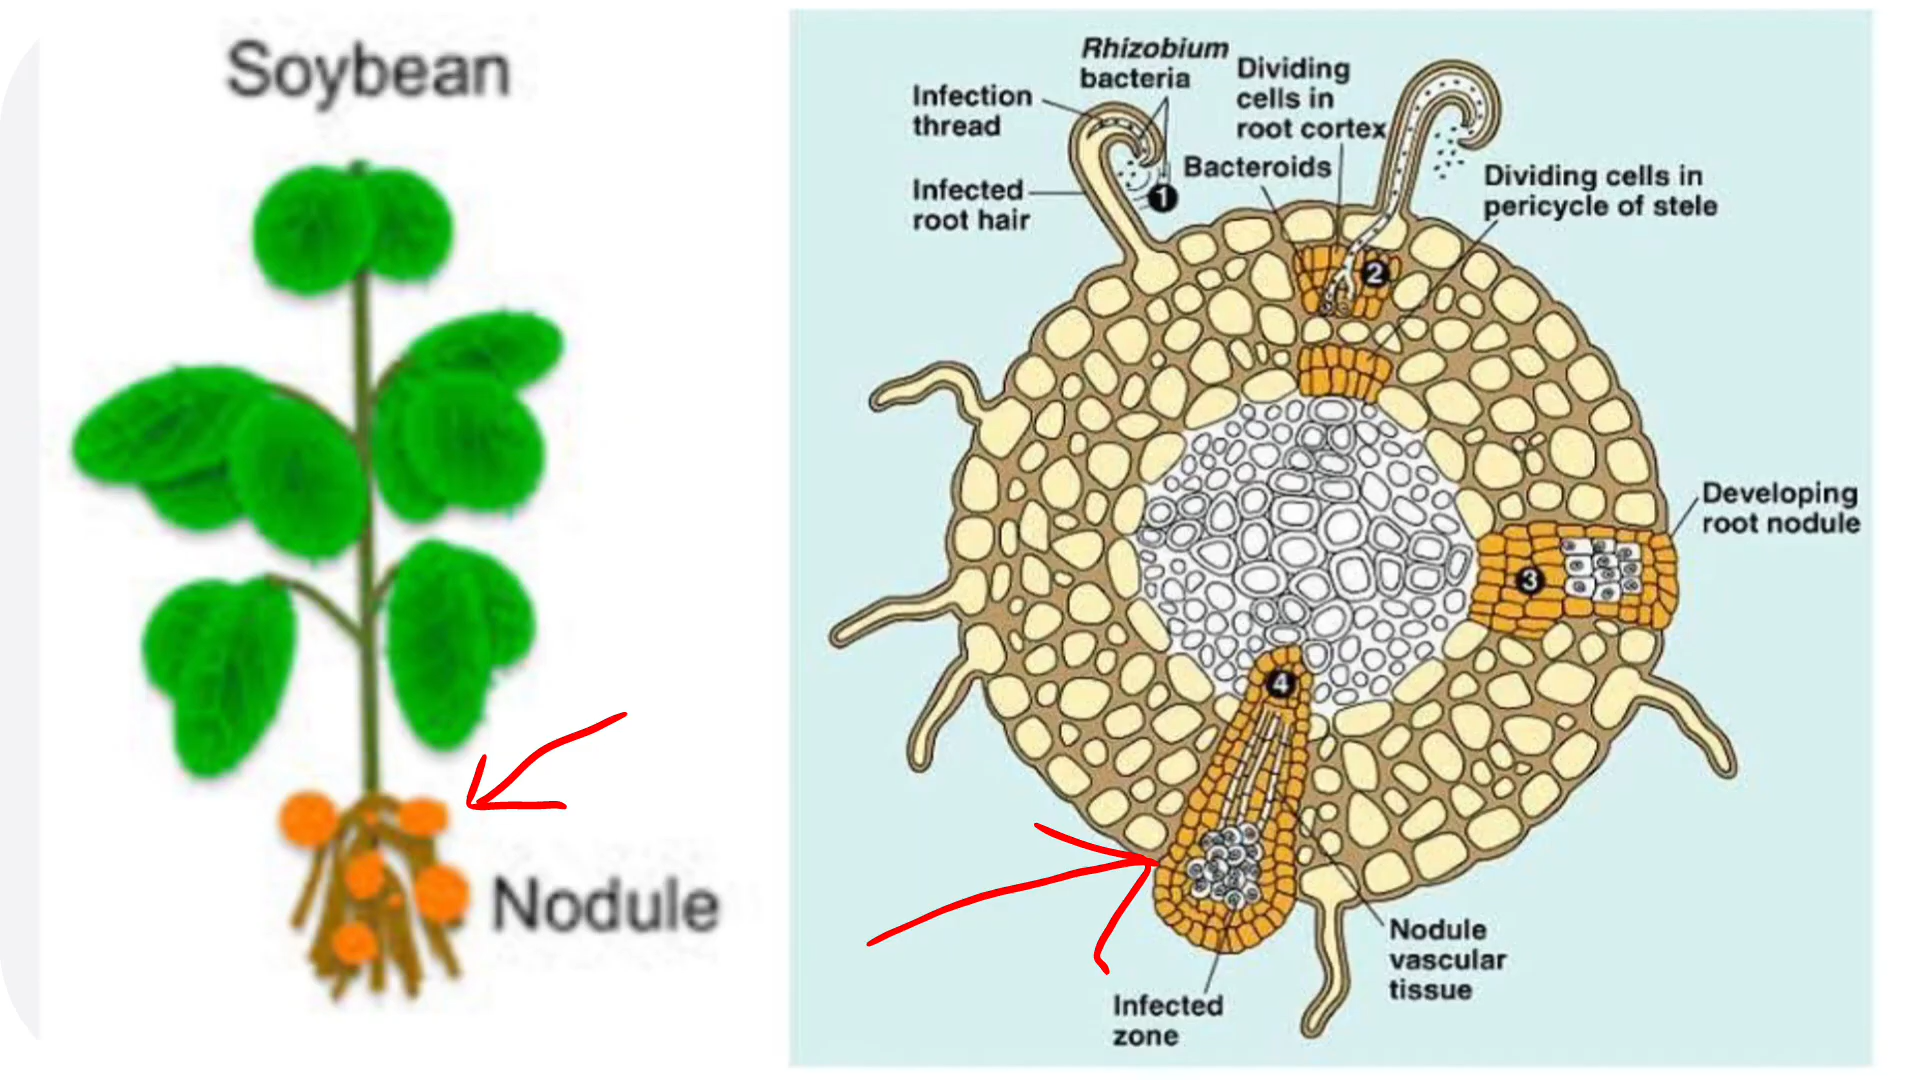 Soybean
Nodule
Rhizobium
bacteria
Infection
thread
Dividing
cells in
root cortex
Infected
root hair
1
Bacteroids
2
Dividing cells in
pericycle of stele
Developing
root nodule
3
4
Nodule
vascular
tissue
Infected
zone